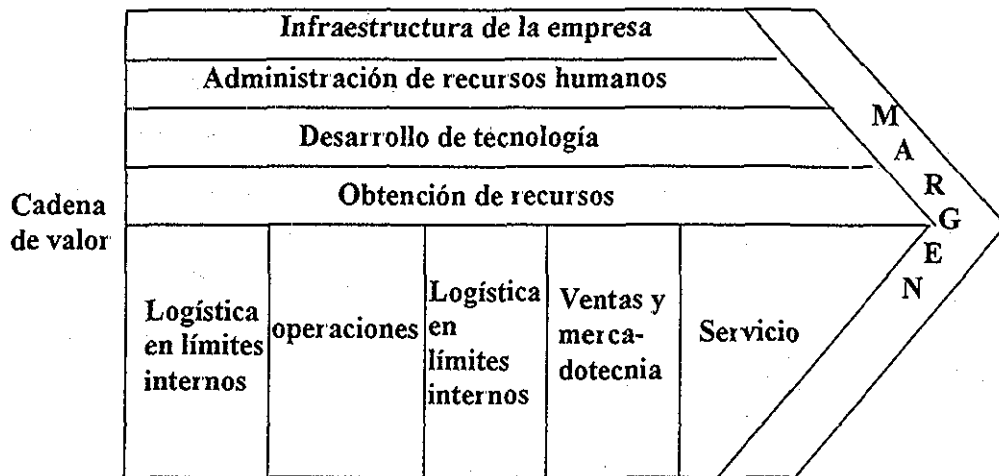 Infraestructura de la empresa
Administración de recursos humanos
Desarrollo de tecnología
Obtención de recursos
MARGEN
Cadena
de valor
Logística
en límites
internos
operaciones
Logística
en
límites
internos
Ventas y
merca-
dotecnia
Servicio